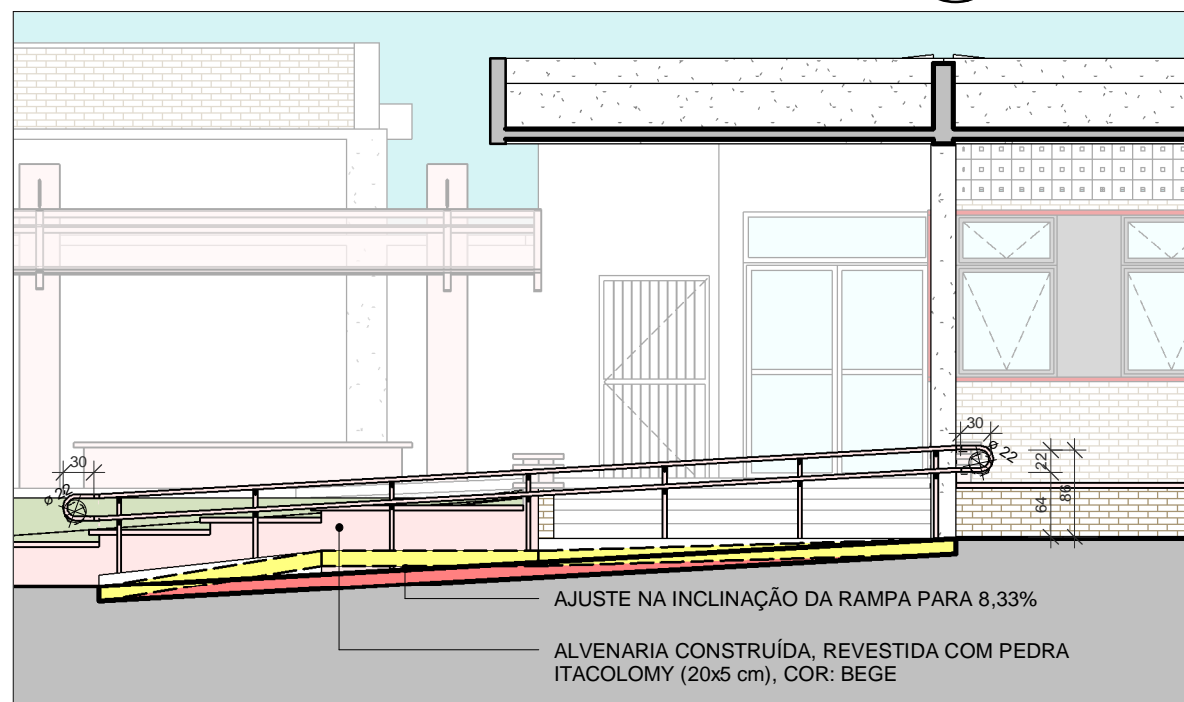 30
ø 22
30
ø 22
22
64
86
AJUSTE NA INCLINAÇÃO DA RAMPA PARA 8,33%
ALVENARIA CONSTRUÍDA, REVESTIDA COM PEDRA
ITACOLOMY (20x5 cm), COR: BEGE